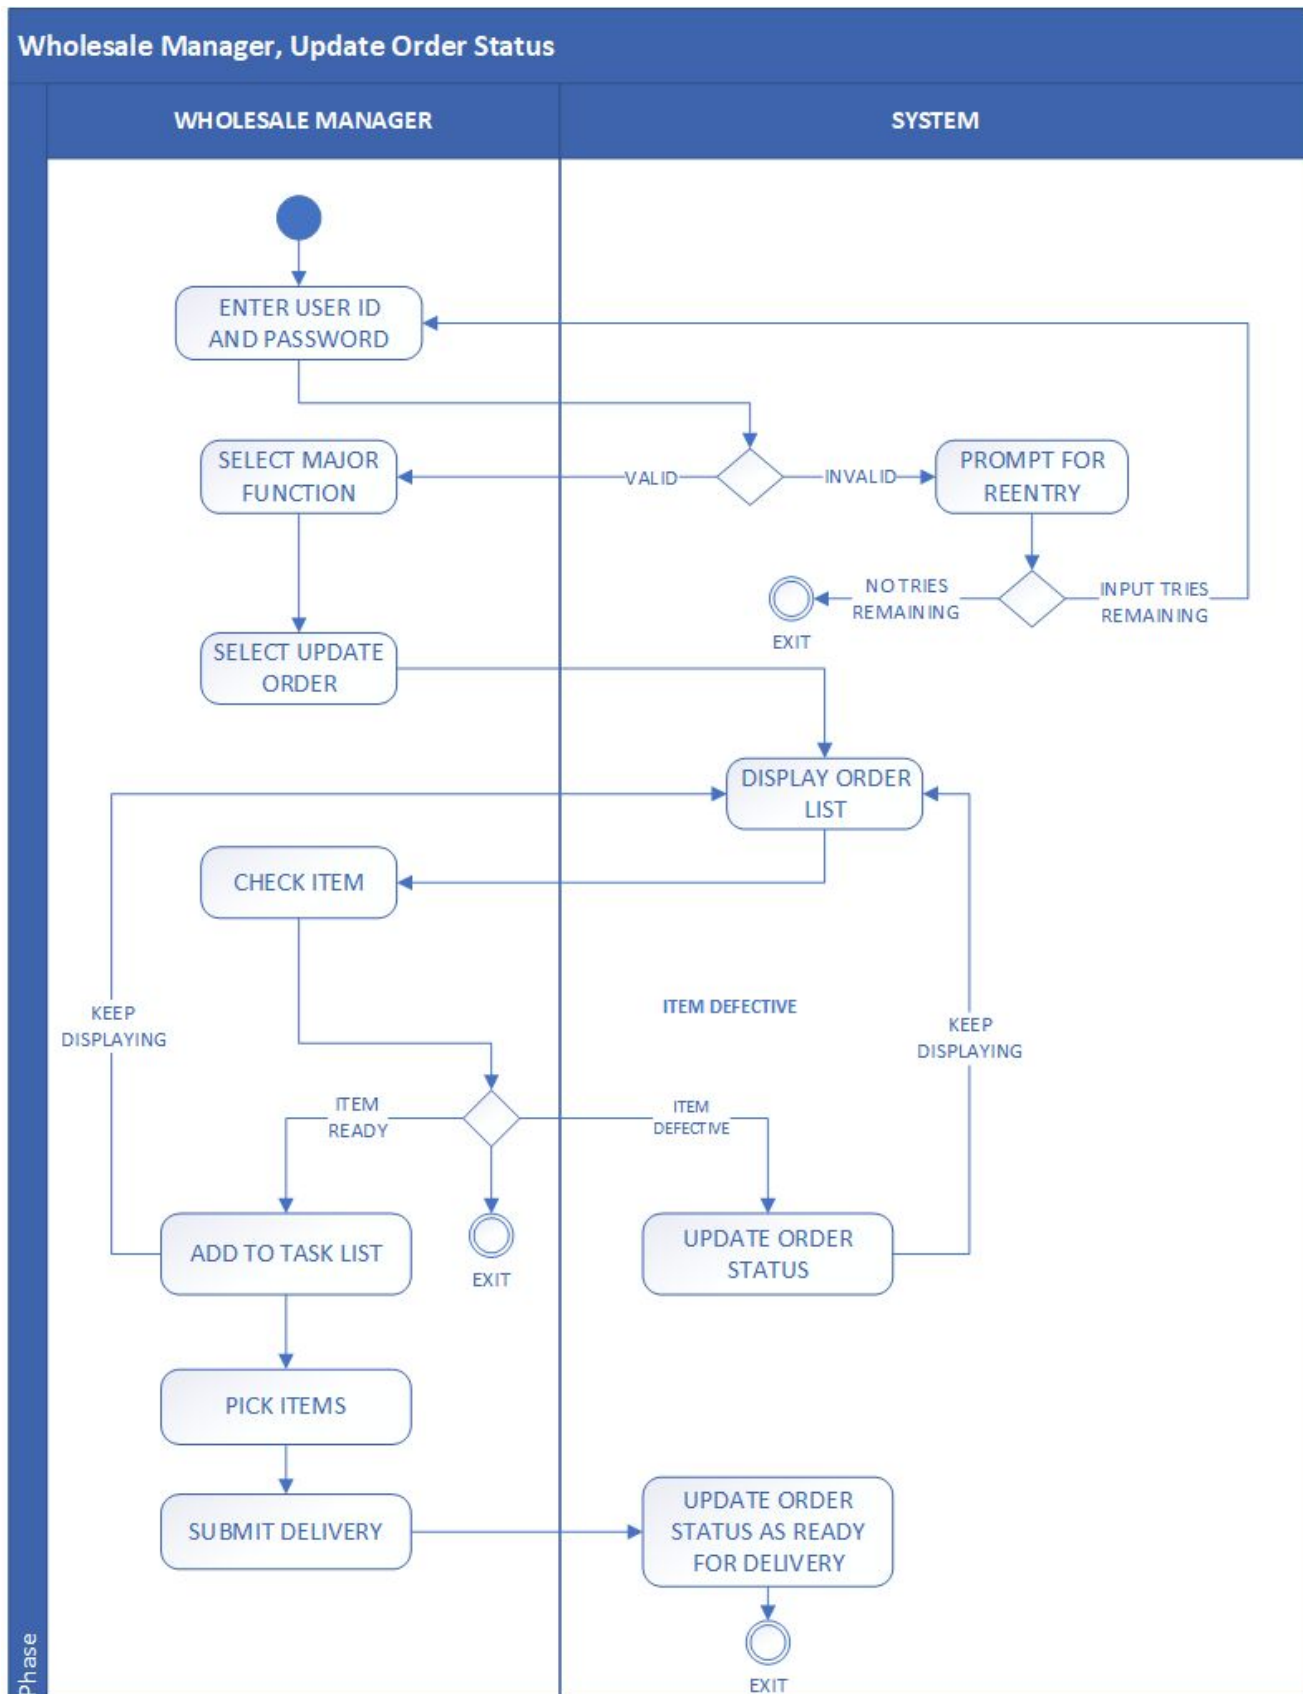 Wholesale Manager, Update Order Status
WHOLESALE MANAGER
SYSTEM
ENTER USER ID
AND PASSWORD
SELECT MAJOR
FUNCTION
VALID
INVALID
PROMPT FOR
REENTRY
NO TRIES
REMAINING
INPUT TRIES
REMAINING
EXIT
SELECT UPDATE
ORDER
DISPLAY ORDER
LIST
CHECK ITEM
KEEP
DISPLAYING
ITEM DEFECTIVE
KEEP
DISPLAYING
ITEM
READY
ITEM
DEFECTIVE
ADD TO TASK LIST
EXIT
UPDATE ORDER
STATUS
PICK ITEMS
SUBMIT DELIVERY
UPDATE ORDER
STATUS AS READY
FOR DELIVERY
EXIT
Phase